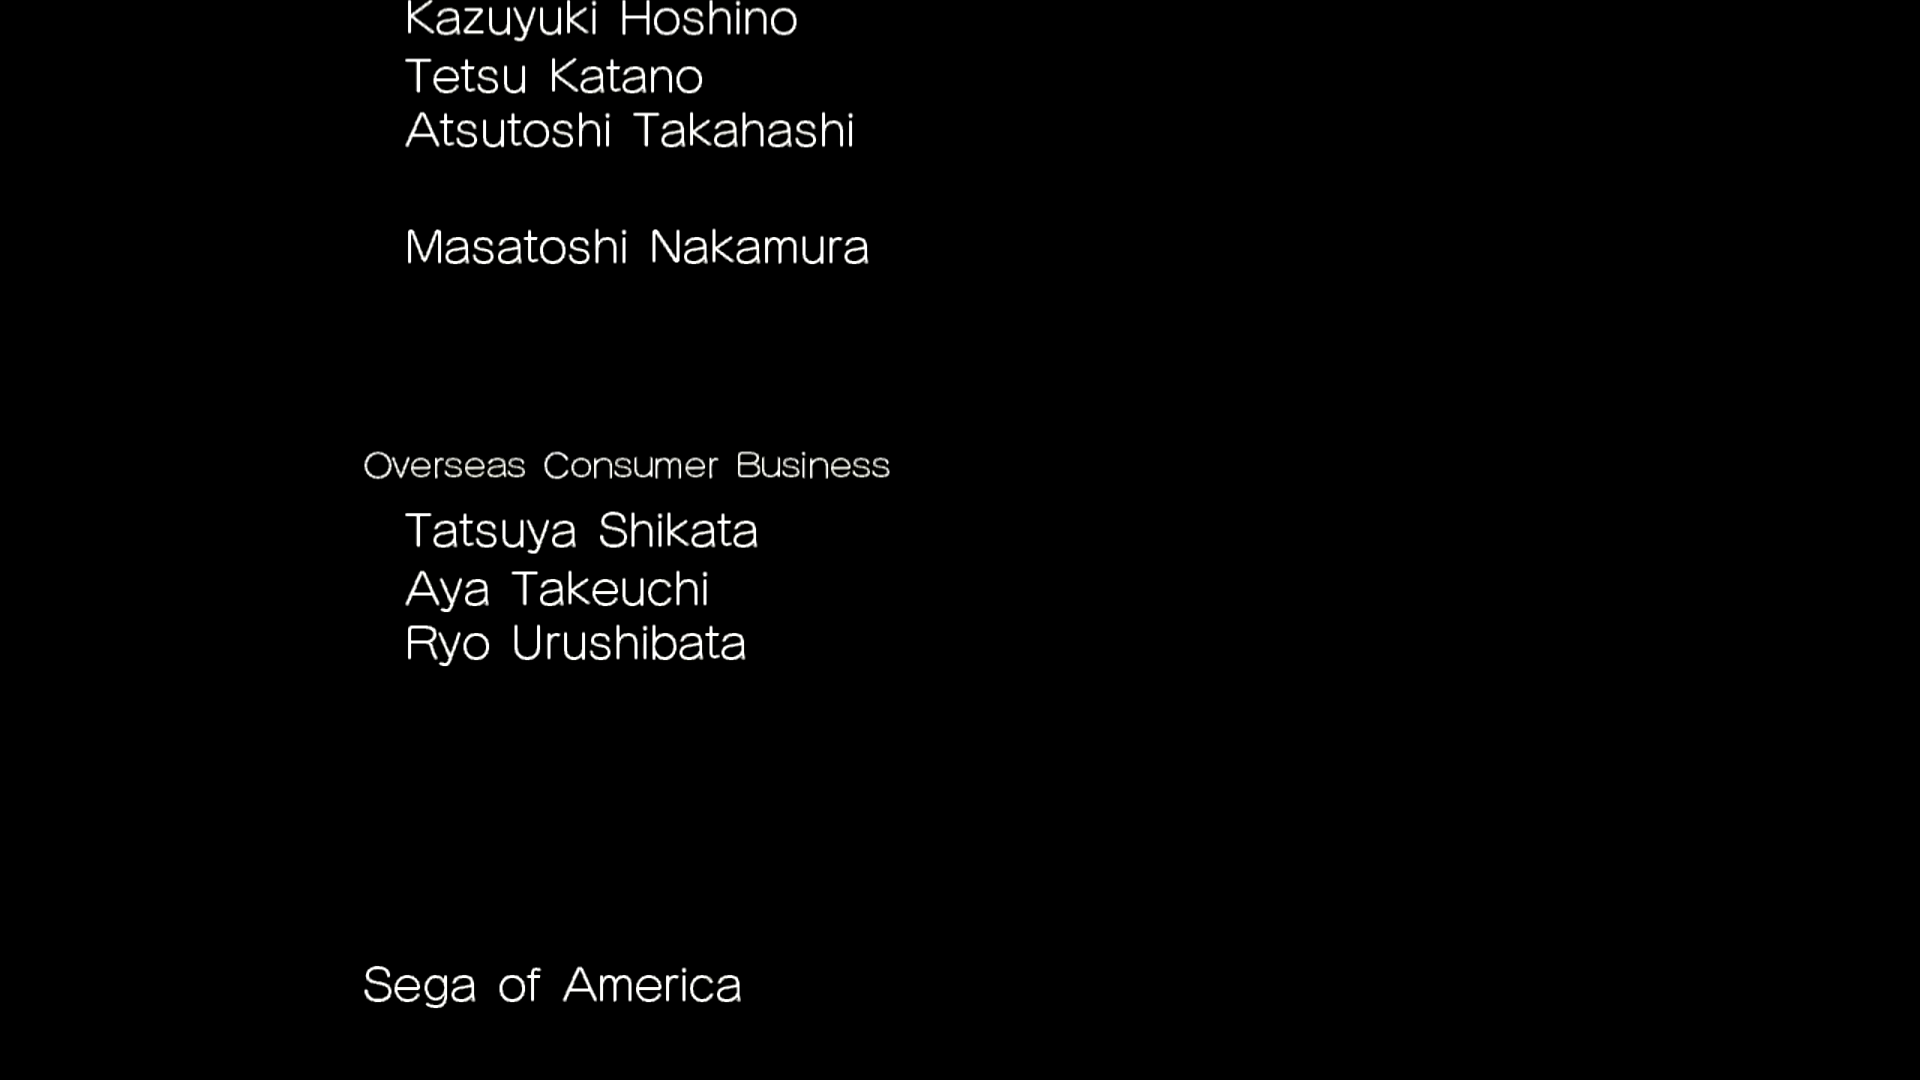 Kazuyuki Hoshino
Tetsu Katano
Atsutoshi Takahashi
Masatoshi Nakamura
Overseas Consumer Business
Tatsuya Shikata
Aya Takeuchi
Ryo Urushibata
Sega of America